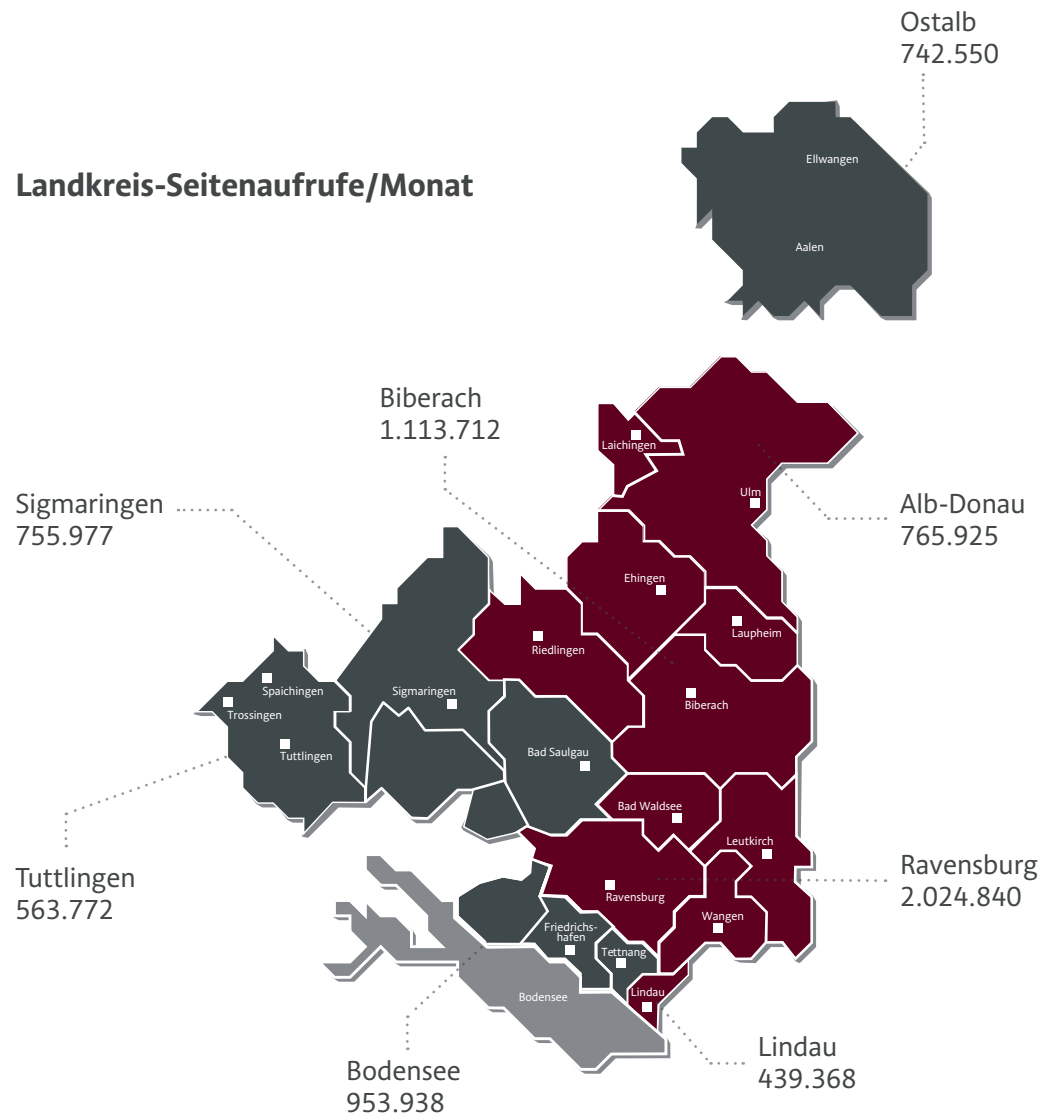 Ostalb
742.550
Landkreis-Seitenaufrufe/Monat
Ellwangen
Aalen
Biberach
1.113.712
Laichingen
Sigmaringen
755.977
Ulm
Alb-Donau
765.925
Ehingen
Laupheim
Riedlingen
Spaichingen
Sigmaringen
Trossingen
Biberach
Tuttlingen
Bad Saulgau
Bad Waldsee
Leutkirch
Tuttlingen
563.772
Ravensburg
2.024.840
Ravensburg
Wangen
Friedrichs-
hafen
Tettnang
Lindau
Bodensee
Lindau
439.368
Bodensee
953.938